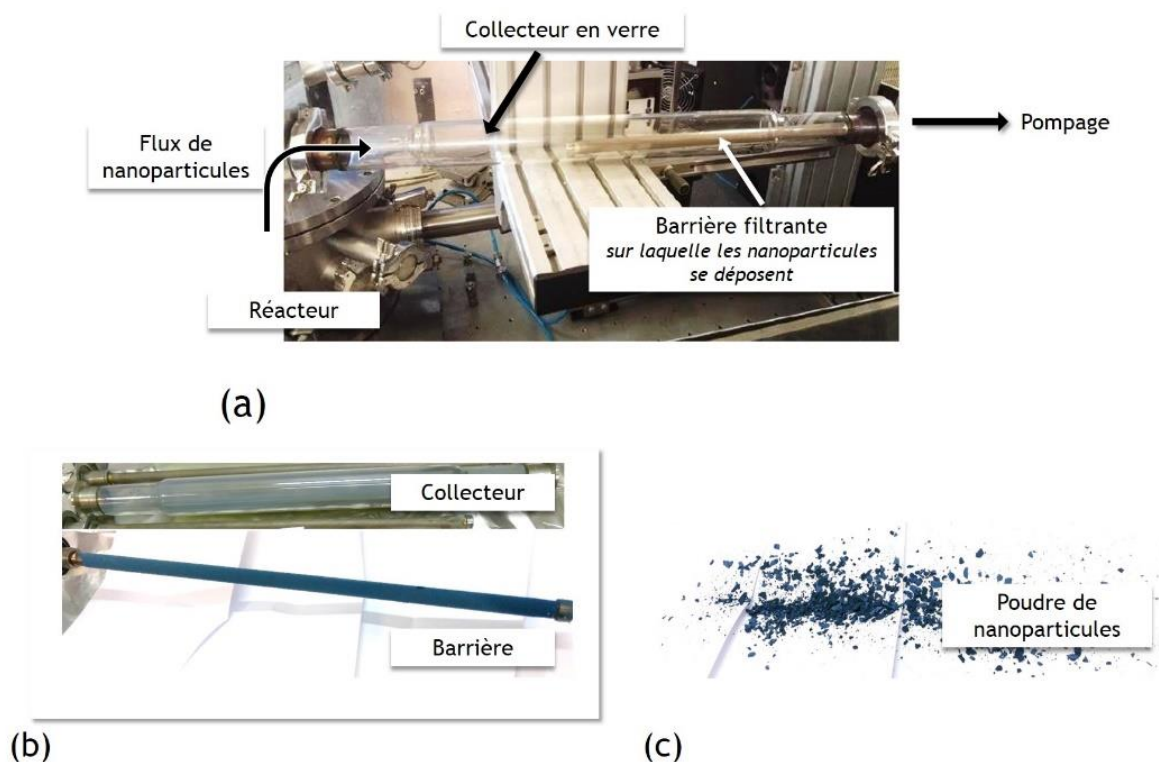 Collecteur en verre
Flux de
nanoparticules
Pompage
Barrière filtrante
sur laquelle les nanoparticules
se déposent
Réacteur
(a)
Collecteur
Barrière
Poudre de
nanoparticules
(b)
(c)